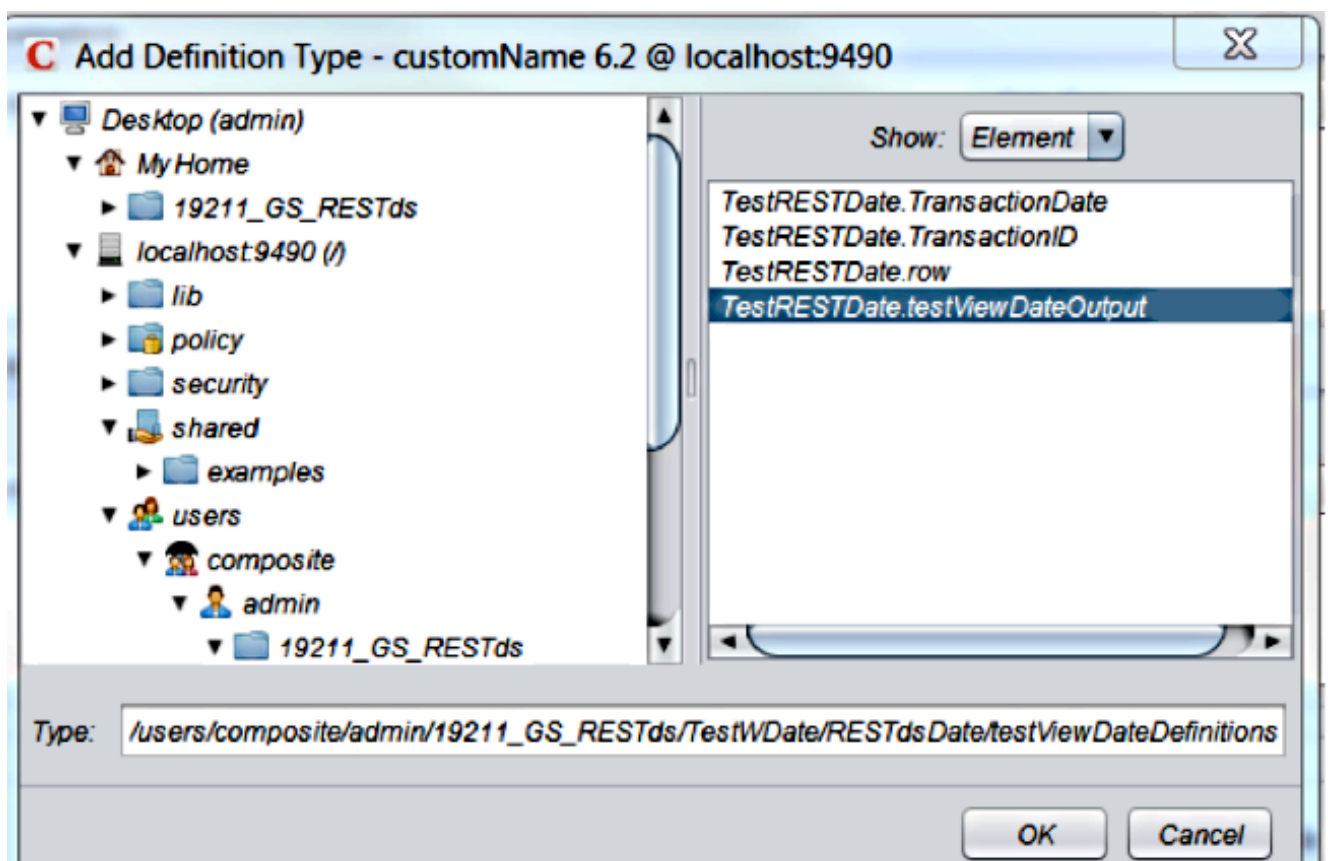 C Add Definition Type - customName 6.2 @ localhost:9490
Desktop (admin)
My Home
19211_GS_RESTds
localhost:9490 (/)
lib
policy
security
shared
examples
users
composite
admin
19211_GS_RESTds
Show: Element
TestRESTDate.TransactionDate
TestRESTDate.TransactionID
TestRESTDate.row
TestRESTDate.testViewDateOutput
Type: /users/composite/admin/19211_GS_RESTds/TestWDate/RESTdsDate/testViewDateDefinitions
OK Cancel